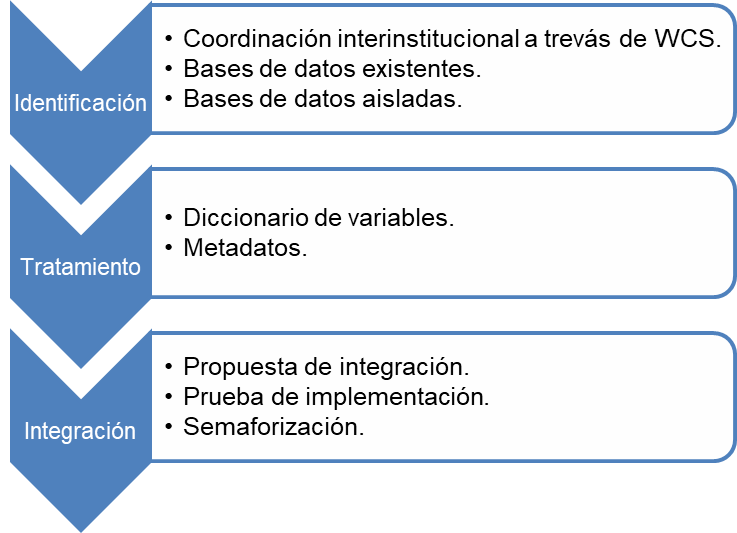 Identificación
• Coordinación interinstitucional a trevás de WCS.
• Bases de datos existentes.
• Bases de datos aisladas.
Tratamiento
• Diccionario de variables.
• Metadatos.
Integración
• Propuesta de integración.
• Prueba de implementación.
• Semaforización.